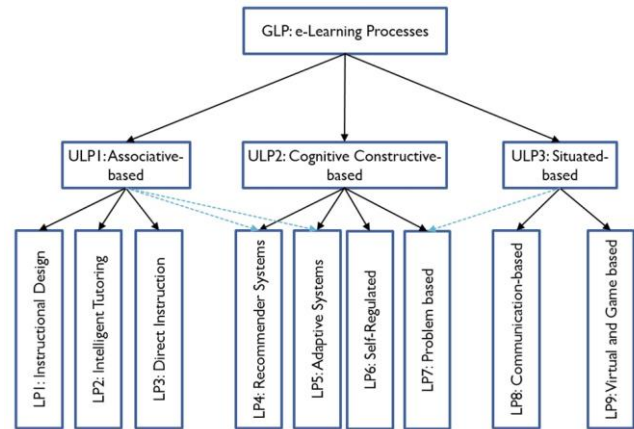 GLP: e-Learning Processes
ULP1: Associative-
based
ULP2: Cognitive Constructive-
based
ULP3: Situated-
based
LP1: Instructional Design
LP2: Intelligent Tutoring
LP3: Direct Instruction
LP4: Recommender Systems
LP5: Adaptive Systems
LP6: Self-Regulated
LP7: Problem based
LP8: Communication-based
LP9: Virtual and Game based